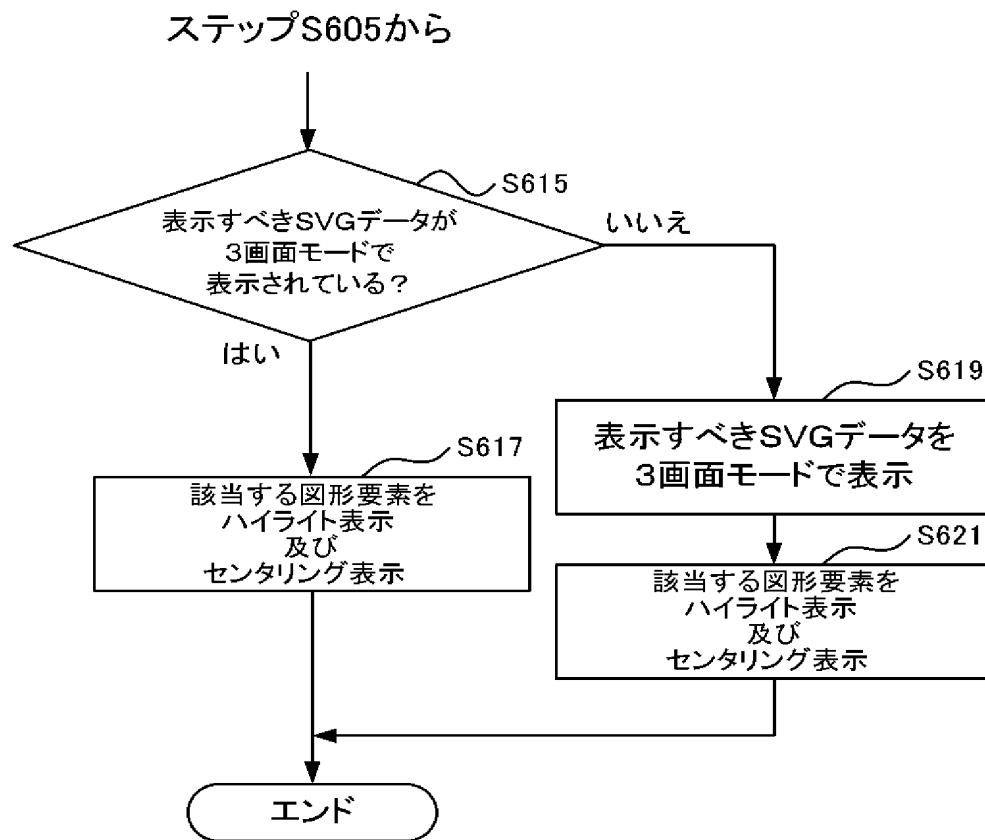 ステップS605から
S615
表示すべきSVGデータが
3画面モードで
表示されている?
いいえ
はい
S617
該当する図形要素を
ハイライト表示
及び
センタリング表示
S619
表示すべきSVGデータを
3画面モードで表示
S621
該当する図形要素を
ハイライト表示
及び
センタリング表示
エンド